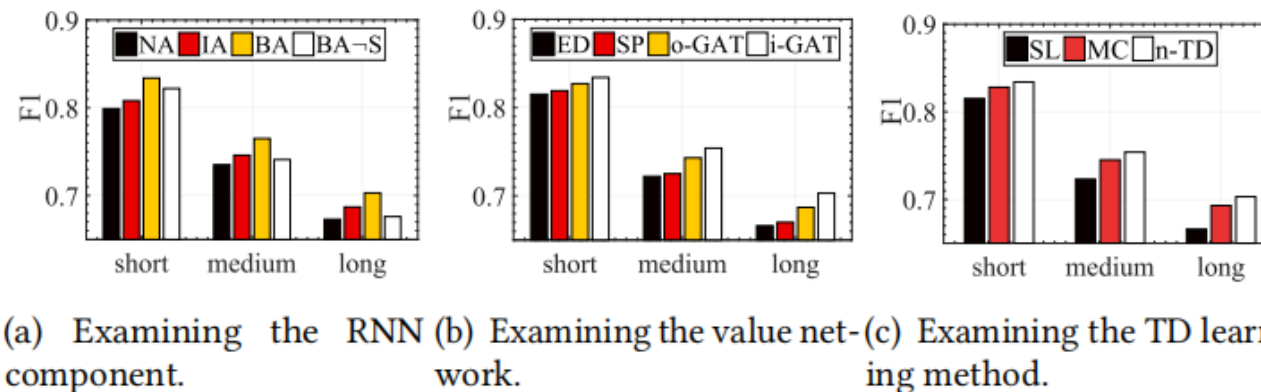 0.9
NA IA BA BA¬S
F1
0.8
0.7
short medium long
0.9
ED SP o-GAT i-GAT
F1
0.8
0.7
short medium long
0.9
SL MC n-TD
F1
0.8
0.7
short medium long
(a) Examining the RNN
component.
(b) Examining the value net-
work.
(c) Examining the TD learn
ing method.